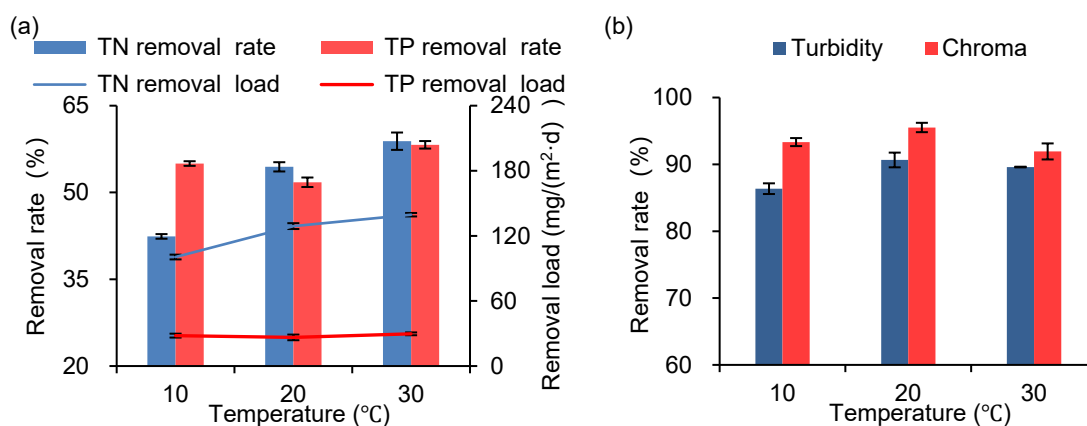 (a)
TN removal rate
TP removal rate
TN removal load
TP removal load
65
50
35
20
Removal rate (%)
240
180
120
60
0
Removal load (mg/(m²·d) )
10 20 30
Temperature (℃)
(b)
Turbidity Chroma
100
90
80
70
60
Removal rate (%)
10 20 30
Temperature (℃)